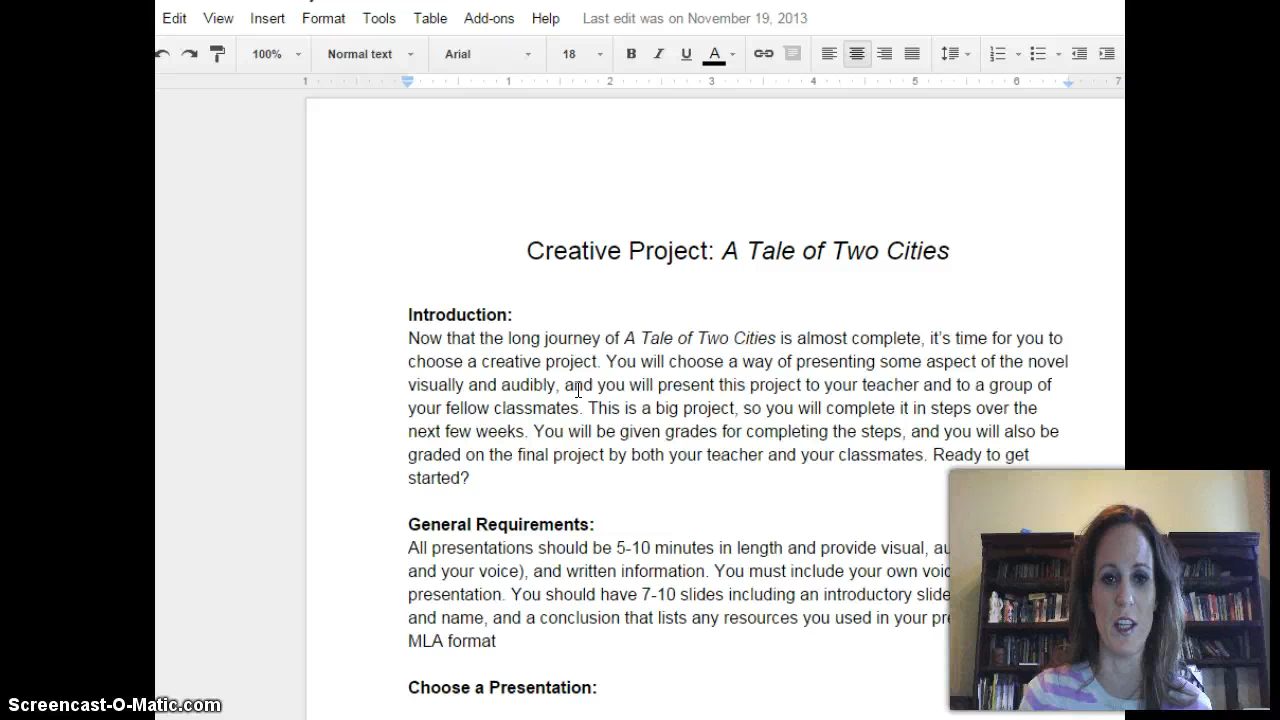 Edit View Insert Format Tools Table Add-ons Help Last edit was on November 19, 2013
100% Normal text Arial 18 B I U A
1 1 2 3 4 5 6 7
Creative Project: A Tale of Two Cities
Introduction:
Now that the long journey of A Tale of Two Cities is almost complete, it's time for you to
choose a creative project. You will choose a way of presenting some aspect of the novel
visually and audibly, and you will present this project to your teacher and to a group of
your fellow classmates. This is a big project, so you will complete it in steps over the
next few weeks. You will be given grades for completing the steps, and you will also be
graded on the final project by both your teacher and your classmates. Ready to get
started?
General Requirements:
All presentations should be 5-10 minutes in length and provide visual,
and your voice), and written information. You must include your own
presentation. You should have 7-10 slides including an introductory slide
and name, and a conclusion that lists any resources you used in your
MLA format
Choose a Presentation:
Screencast-O-Matic.com